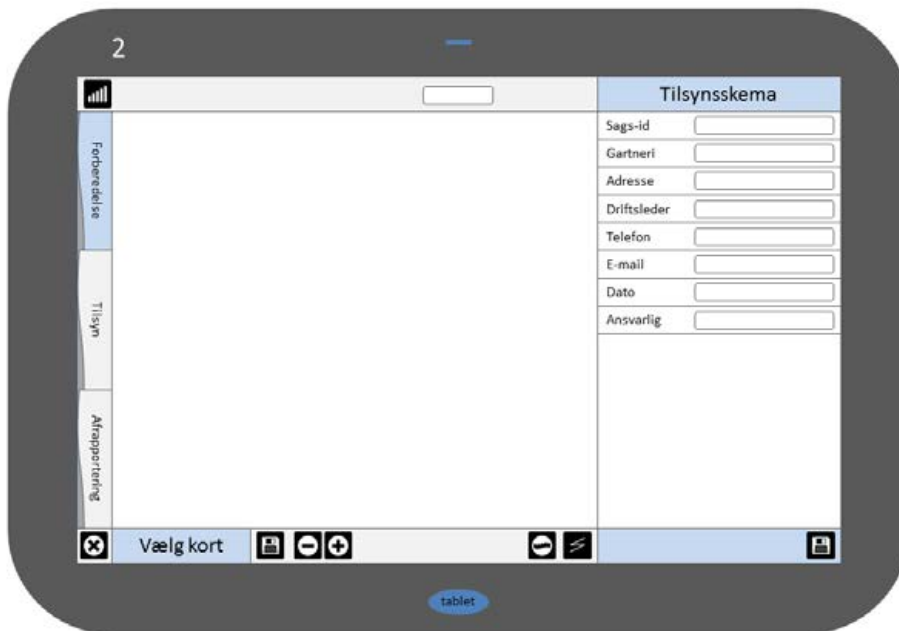 2
Tilsynsskema
Sags-id
Gartneri
Adresse
Driftsleder
Telefon
E-mail
Dato
Ansvarlig
Forberedelse
Tilsyn
Afrapportering
Vælg kort
tablet